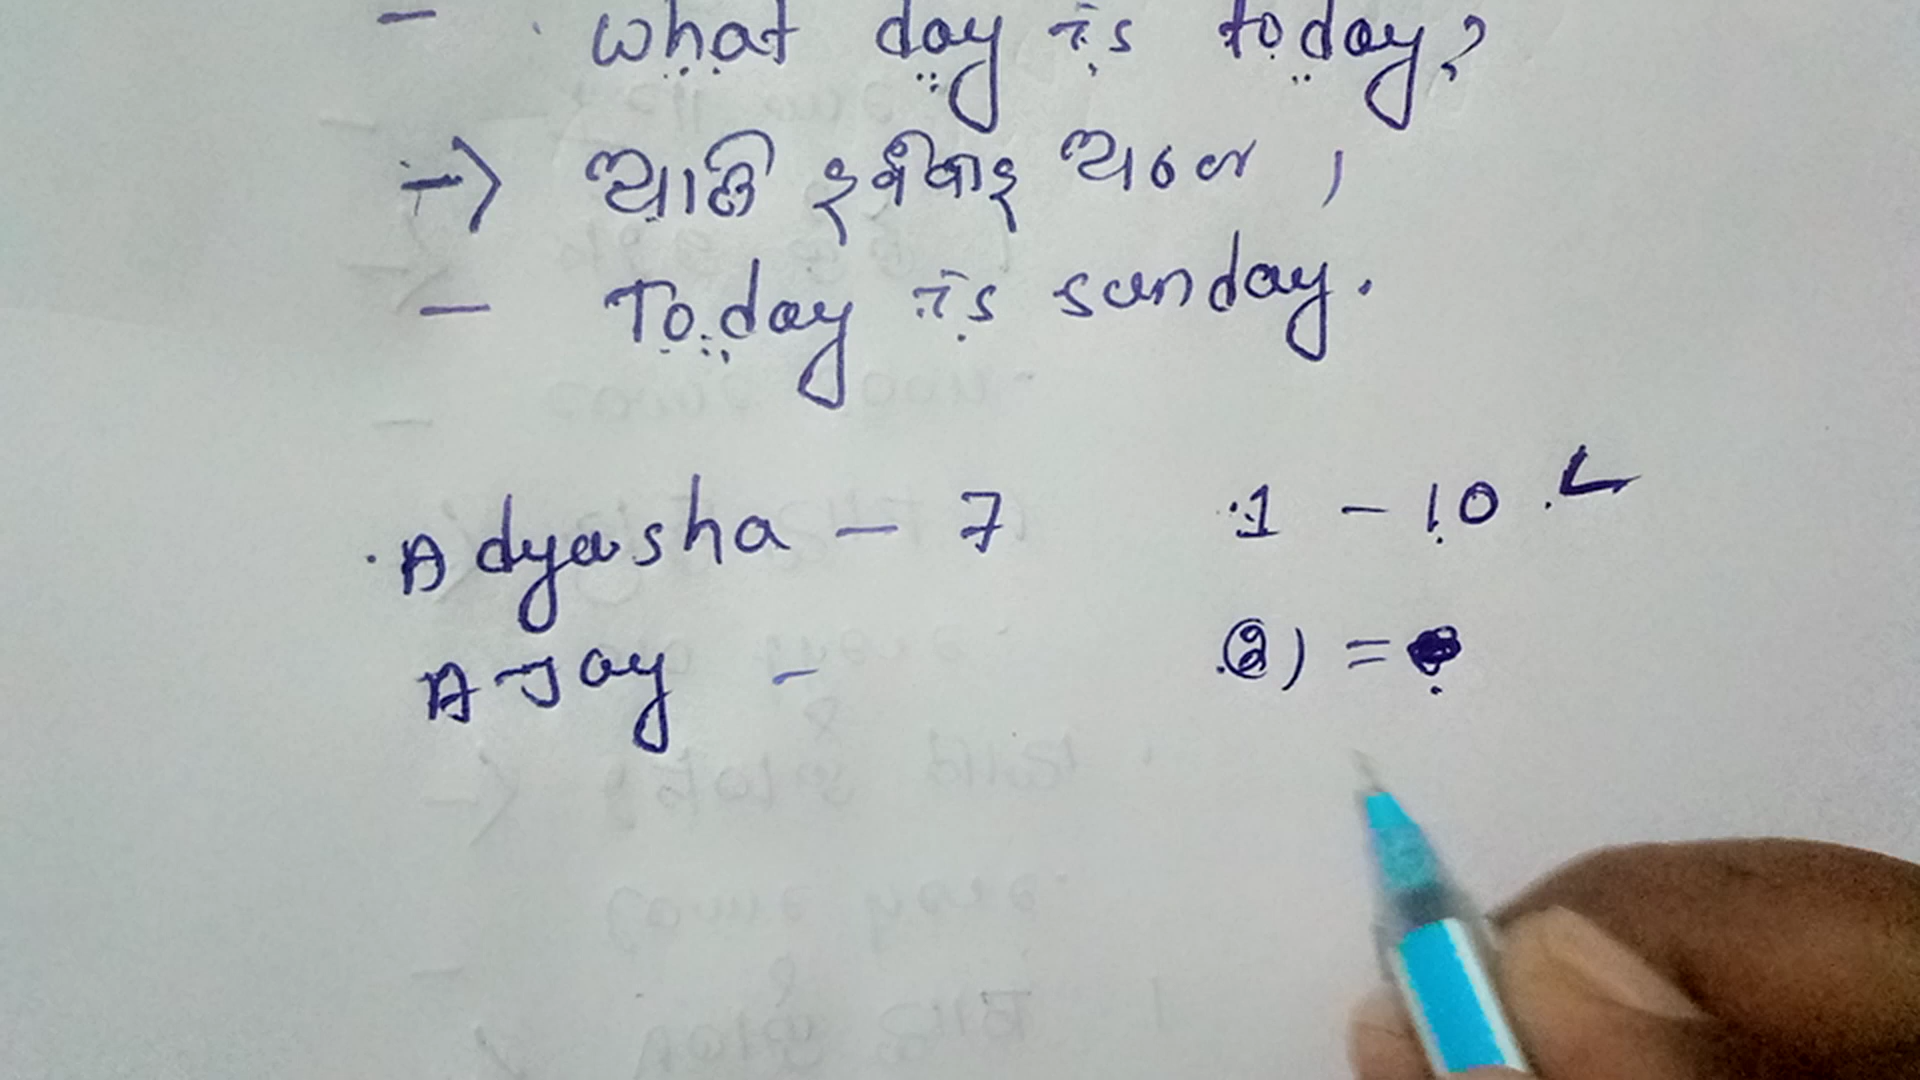 - What day is today?
→ ଆଜି ରବିବାର ଅଟେ ।
- Today is sunday.
Adyasha - 7 1 - 10
AJay - 2) =